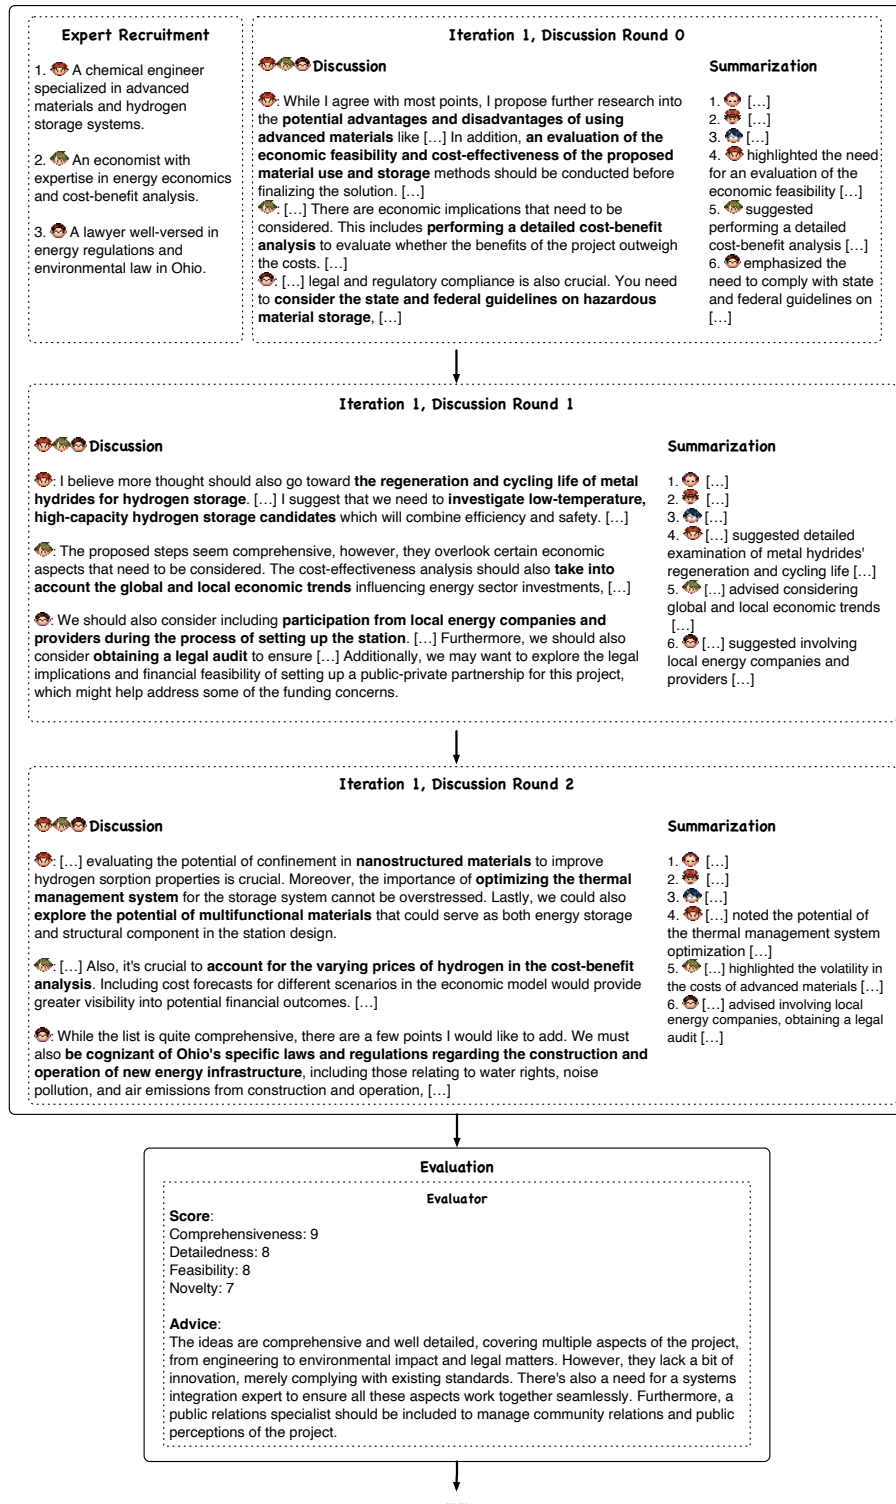 Expert Recruitment
1. A chemical engineer
specialized in advanced
materials and hydrogen
storage systems.
2. An economist with
expertise in energy economics
and cost-benefit analysis.
3. A lawyer well-versed in
energy regulations and
environmental law in Ohio.
Iteration 1, Discussion Round 0
Discussion
: While I agree with most points, I propose further research into
the potential advantages and disadvantages of using
advanced materials like […] In addition, an evaluation of the
economic feasibility and cost-effectiveness of the proposed
material use and storage methods should be conducted before
finalizing the solution. […]
: […] There are economic implications that need to be
considered. This includes performing a detailed cost-benefit
analysis to evaluate whether the benefits of the project outweigh
the costs. […]
: […] legal and regulatory compliance is also crucial. You need
to consider the state and federal guidelines on hazardous
material storage, […]
Summarization
1. […]
2. […]
3. […]
4. highlighted the need
for an evaluation of the
economic feasibility […]
5. suggested
performing a detailed
cost-benefit analysis […]
6. emphasized the
need to comply with state
and federal guidelines on
[…]
Iteration 1, Discussion Round 1
Discussion
: I believe more thought should also go toward the regeneration and cycling life of metal
hydrides for hydrogen storage. […] I suggest that we need to investigate low-temperature,
high-capacity hydrogen storage candidates which will combine efficiency and safety. […]
: The proposed steps seem comprehensive, however, they overlook certain economic
aspects that need to be considered. The cost-effectiveness analysis should also take into
account the global and local economic trends influencing energy sector investments, […]
: We should also consider including participation from local energy companies and
providers during the process of setting up the station. […] Furthermore, we should also
consider obtaining a legal audit to ensure […] Additionally, we may want to explore the legal
implications and financial feasibility of setting up a public-private partnership for this project,
which might help address some of the funding concerns.
Summarization
1. […]
2. […]
3. […]
4. […] suggested detailed
examination of metal hydrides'
regeneration and cycling life […]
5. […] advised considering
global and local economic trends
[…]
6. […] suggested involving
local energy companies and
providers […]
Iteration 1, Discussion Round 2
Discussion
: […] evaluating the potential of confinement in nanostructured materials to improve
hydrogen sorption properties is crucial. Moreover, the importance of optimizing the thermal
management system for the storage system cannot be overstressed. Lastly, we could also
explore the potential of multifunctional materials that could serve as both energy storage
and structural component in the station design.
: […] Also, it's crucial to account for the varying prices of hydrogen in the cost-benefit
analysis. Including cost forecasts for different scenarios in the economic model would provide
greater visibility into potential financial outcomes. […]
: While the list is quite comprehensive, there are a few points I would like to add. We must
also be cognizant of Ohio's specific laws and regulations regarding the construction and
operation of new energy infrastructure, including those relating to water rights, noise
pollution, and air emissions from construction and operation, […]
Summarization
1. […]
2. […]
3. […]
4. […] noted the potential of
the thermal management system
optimization […]
5. […] highlighted the volatility in
the costs of advanced materials […]
6. […] advised involving local
energy companies, obtaining a legal
audit […]
Evaluation
Evaluator
Score:
Comprehensiveness: 9
Detailedness: 8
Feasibility: 8
Novelty: 7
Advice:
The ideas are comprehensive and well detailed, covering multiple aspects of the project,
from engineering to environmental impact and legal matters. However, they lack a bit of
innovation, merely complying with existing standards. There's also a need for a systems
integration expert to ensure all these aspects work together seamlessly. Furthermore, a
public relations specialist should be included to manage community relations and public
perceptions of the project.